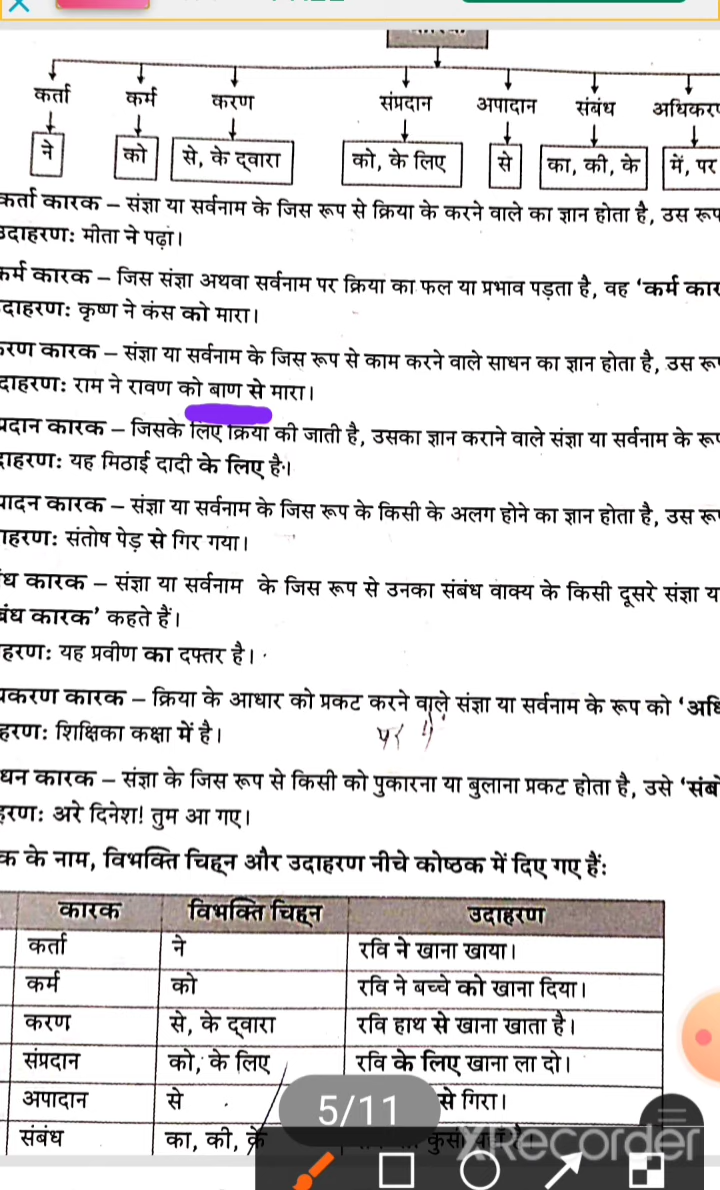 कर्ता कर्म करण संप्रदान अपादान संबंध अधिकरण
ने को से, के द्वारा को, के लिए से का, की, के में, पर
कर्ता कारक – संज्ञा या सर्वनाम के जिस रूप से क्रिया के करने वाले का ज्ञान होता है, उस रूप
उदाहरण: मीता ने पढ़ां।
कर्म कारक – जिस संज्ञा अथवा सर्वनाम पर क्रिया का फल या प्रभाव पड़ता है, वह ‘कर्म कार
दाहरण: कृष्ण ने कंस को मारा।
करण कारक – संज्ञा या सर्वनाम के जिस रूप से काम करने वाले साधन का ज्ञान होता है, उस रूप
दाहरण: राम ने रावण को बाण से मारा।
प्रदान कारक – जिसके लिए क्रिया की जाती है, उसका ज्ञान कराने वाले संज्ञा या सर्वनाम के रूप
दाहरण: यह मिठाई दादी के लिए है।
पादन कारक – संज्ञा या सर्वनाम के जिस रूप के किसी के अलग होने का ज्ञान होता है, उस रूप
ाहरण: संतोष पेड़ से गिर गया।
बंध कारक – संज्ञा या सर्वनाम के जिस रूप से उनका संबंध वाक्य के किसी दूसरे संज्ञा य
बंध कारक’ कहते हैं।
हरण: यह प्रवीण का दफ्तर है।
धिकरण कारक – क्रिया के आधार को प्रकट करने वाले संज्ञा या सर्वनाम के रूप को ‘अधि
हरण: शिक्षिका कक्षा में है।
पर
धन कारक – संज्ञा के जिस रूप से किसी को पुकारना या बुलाना प्रकट होता है, उसे ‘संबो
हरण: अरे दिनेश! तुम आ गए।
क के नाम, विभक्ति चिह्न और उदाहरण नीचे कोष्ठक में दिए गए हैं:
कारक विभक्ति चिह्न उदाहरण
कर्ता ने रवि ने खाना खाया।
कर्म को रवि ने बच्चे को खाना दिया।
करण से, के द्वारा रवि हाथ से खाना खाता है।
संप्रदान को, के लिए रवि के लिए खाना ला दो।
अपादान से से गिरा।
5/11
संबंध का, की, के
XRecorder